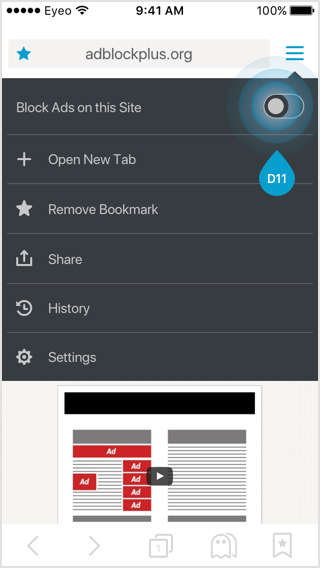 Eyeo 9:41 AM 100%
adblockplus.org
Block Ads on this Site
D11
Open New Tab
Remove Bookmark
Share
History
Settings
Ad
Ad
Ad
Ad
Ad
Ad
1